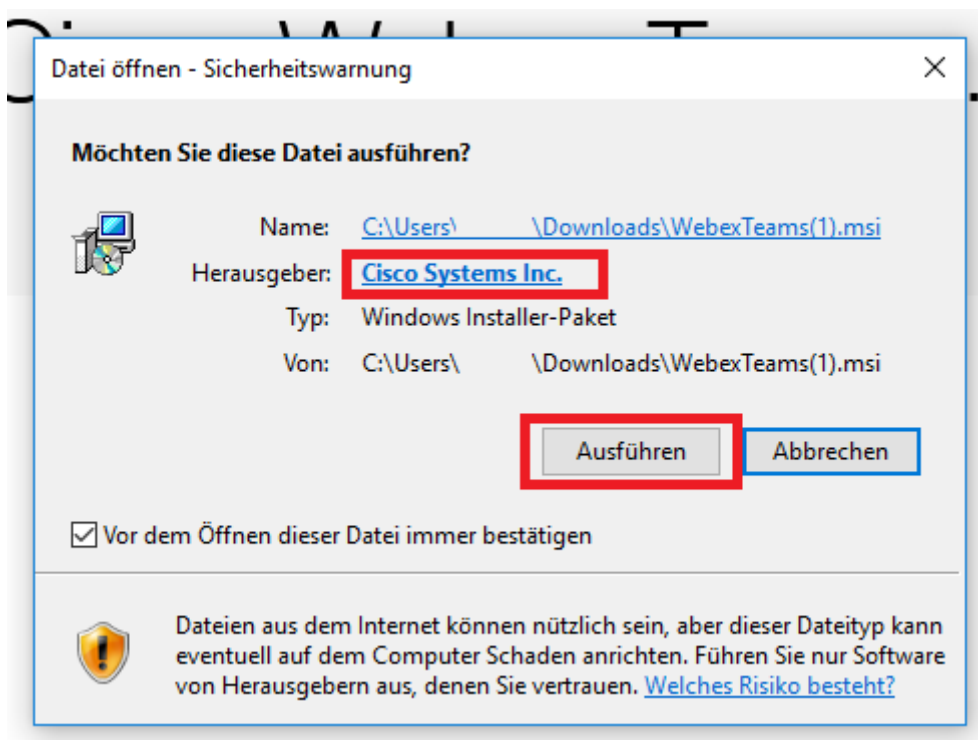 Datei öffnen - Sicherheitswarnung
Möchten Sie diese Datei ausführen?
Name: C:\Users\ \Downloads\WebexTeams(1).msi
Herausgeber: Cisco Systems Inc.
Typ: Windows Installer-Paket
Von: C:\Users\ \Downloads\WebexTeams(1).msi
Ausführen Abbrechen
Vor dem Öffnen dieser Datei immer bestätigen
Dateien aus dem Internet können nützlich sein, aber dieser Dateityp kann
eventuell auf dem Computer Schaden anrichten. Führen Sie nur Software
von Herausgebern aus, denen Sie vertrauen. Welches Risiko besteht?